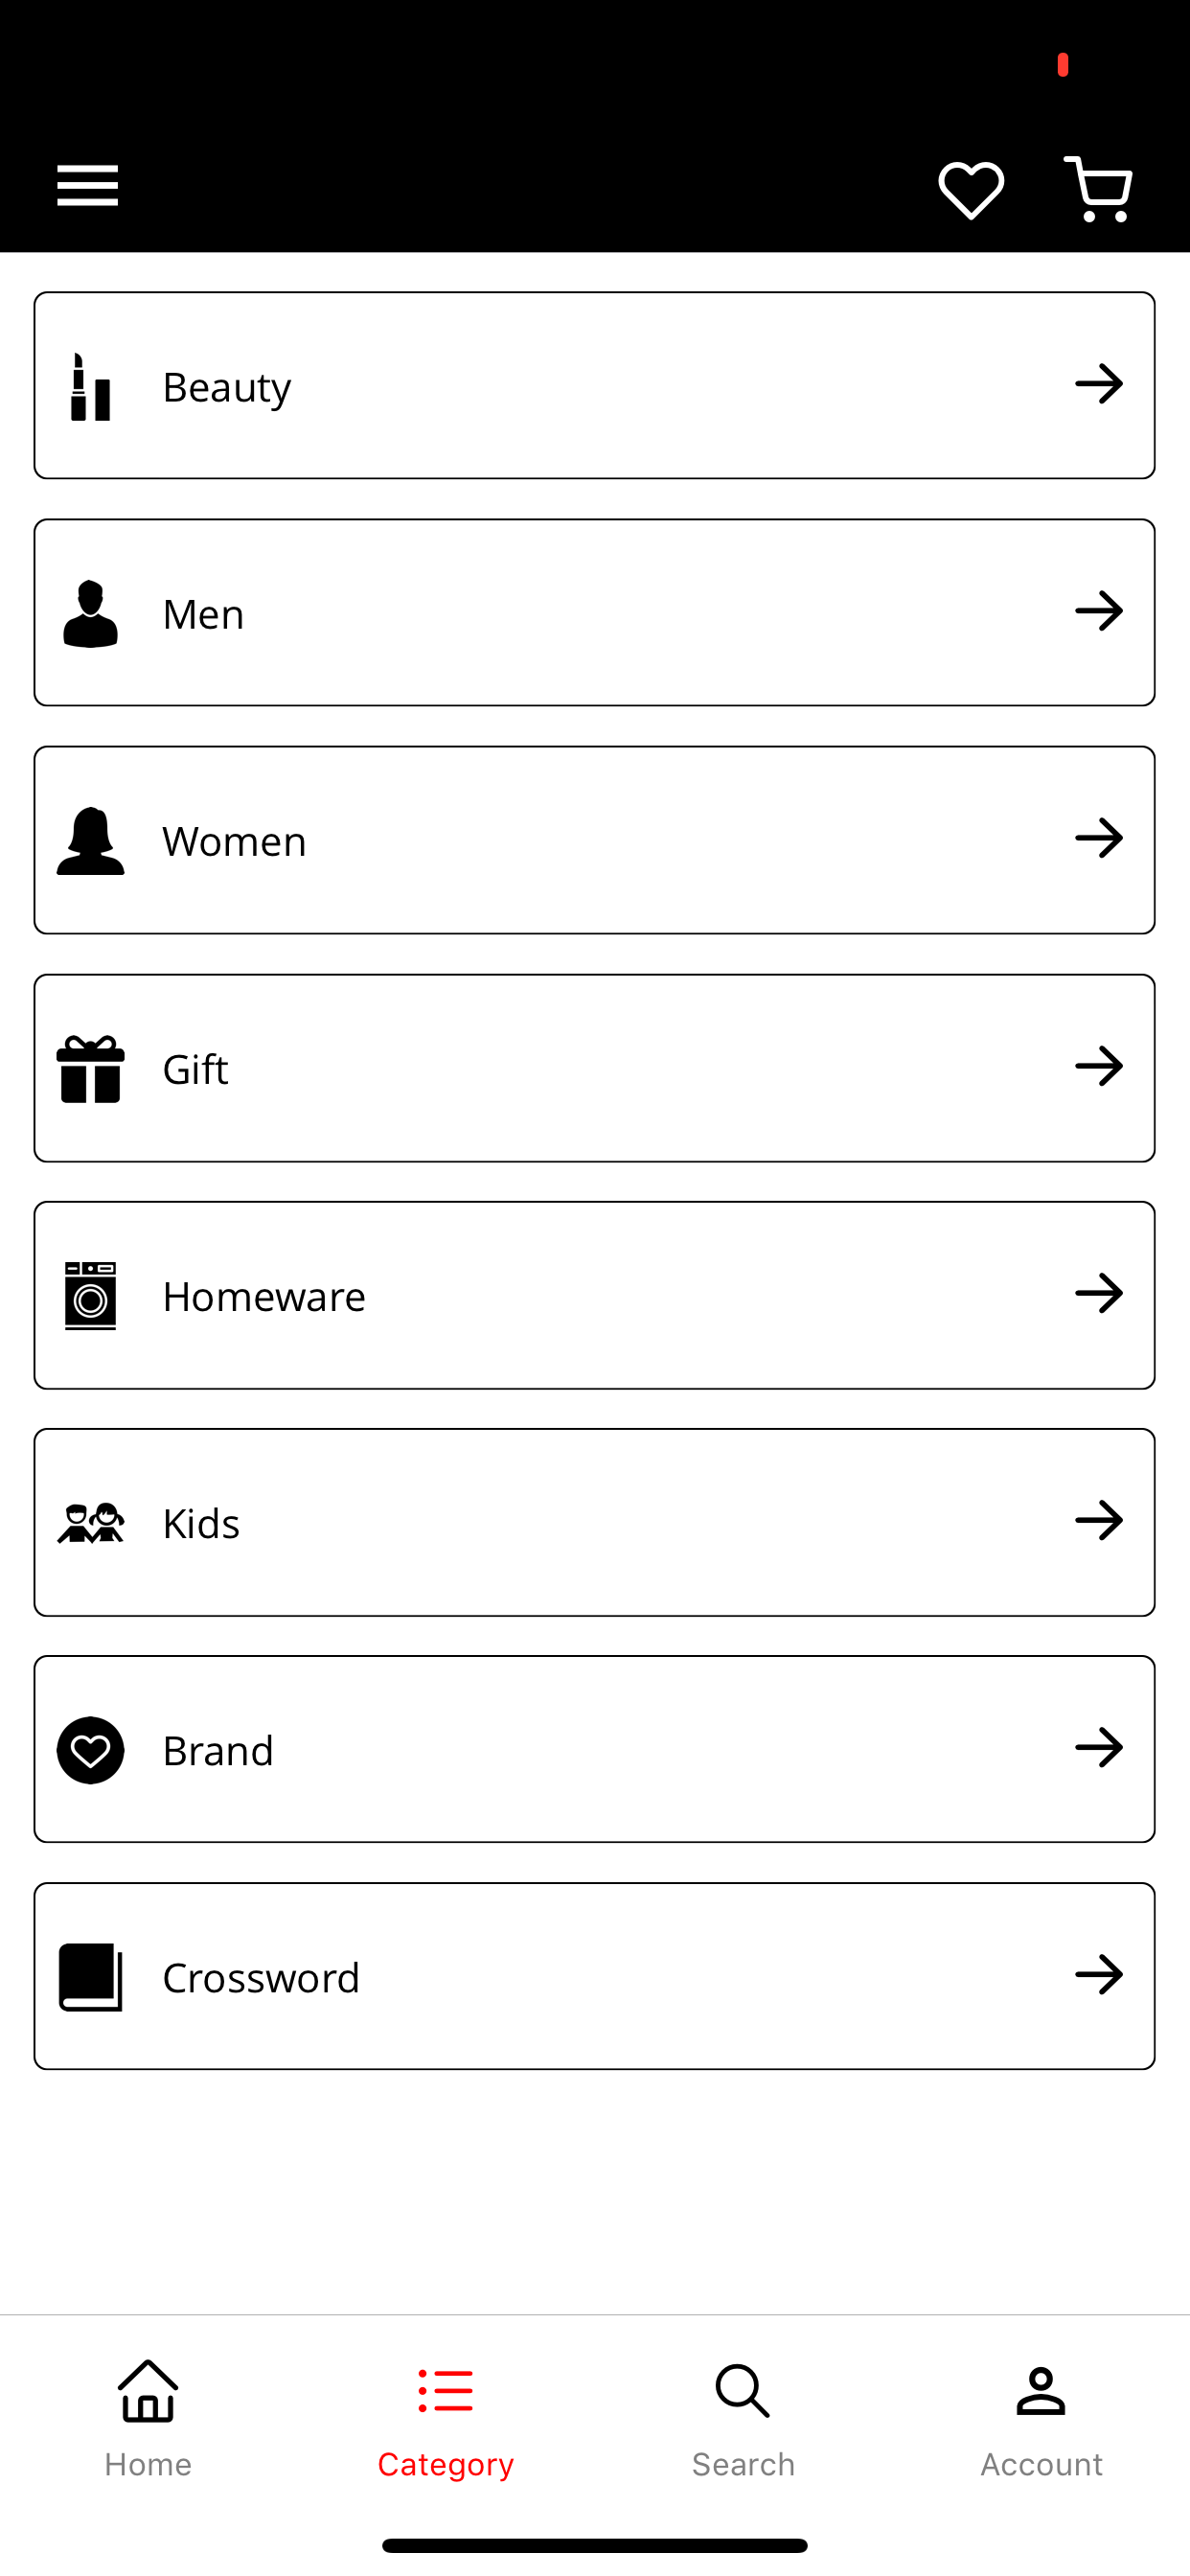 Beauty
Men
Women
Gift
Homeware
Kids
Brand
Crossword
Home
Category
Search
Account